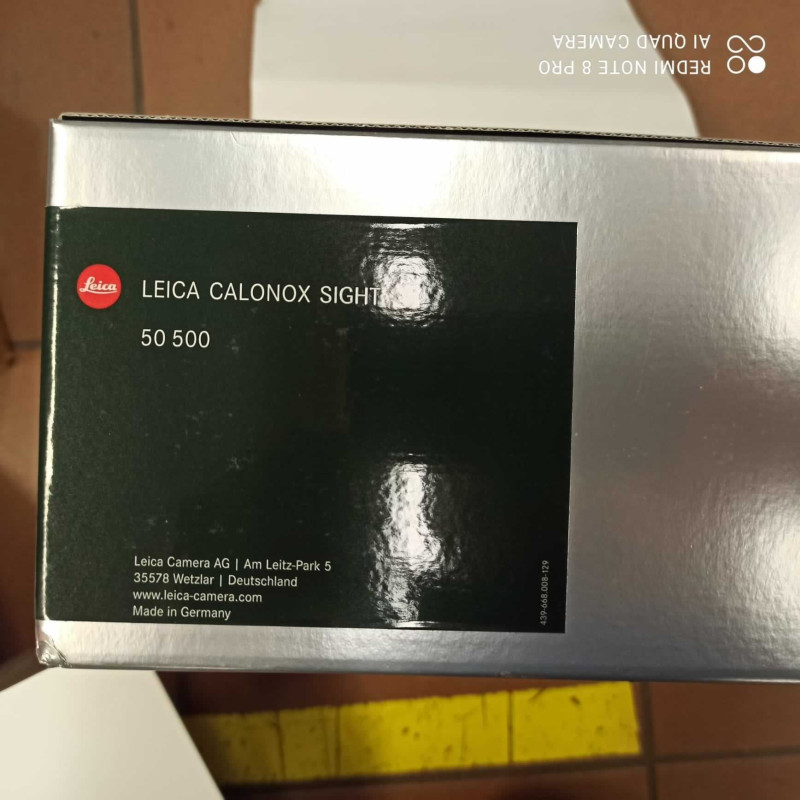 REDMI NOTE 8 PRO
AI QUAD CAMERA
Leica
LEICA CALONOX SIGHT
50 500
Leica Camera AG | Am Leitz-Park 5
35578 Wetzlar | Deutschland
www.leica-camera.com
Made in Germany
439-668.008-129